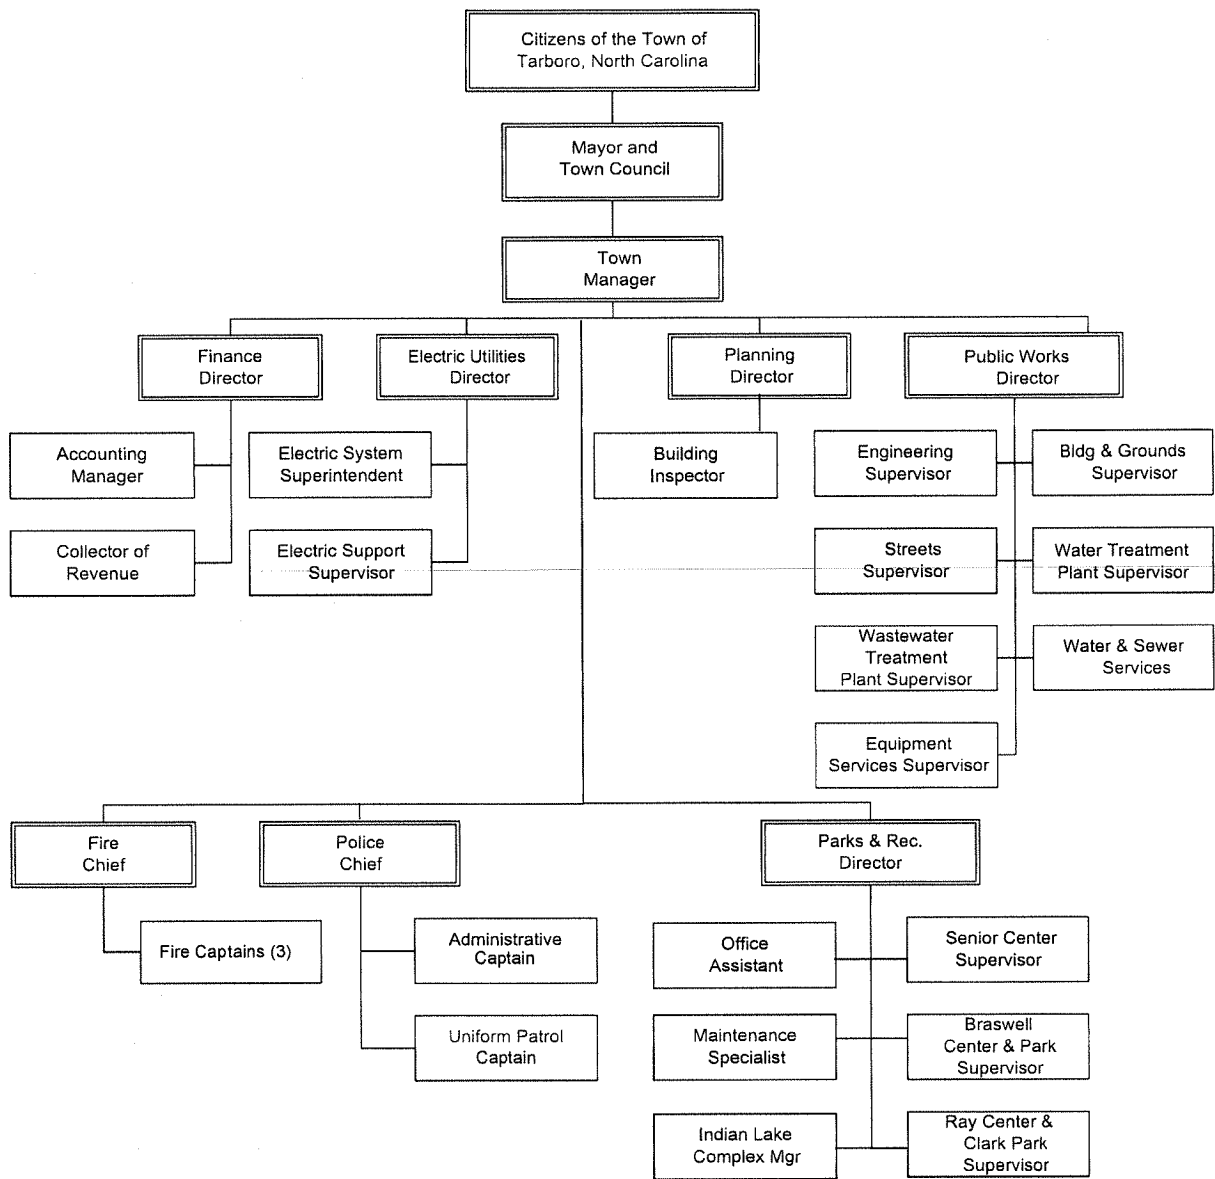 Citizens of the Town of
Tarboro, North Carolina
Mayor and
Town Council
Town
Manager
Finance
Director
Electric Utilities
Director
Planning
Director
Public Works
Director
Accounting
Manager
Electric System
Superintendent
Building
Inspector
Engineering
Supervisor
Bldg & Grounds
Supervisor
Collector of
Revenue
Electric Support
Supervisor
Streets
Supervisor
Water Treatment
Plant Supervisor
Wastewater
Treatment
Plant Supervisor
Water & Sewer
Services
Equipment
Services Supervisor
Fire
Chief
Police
Chief
Parks & Rec.
Director
Fire Captains (3)
Administrative
Captain
Office
Assistant
Senior Center
Supervisor
Uniform Patrol
Captain
Maintenance
Specialist
Braswell
Center & Park
Supervisor
Indian Lake
Complex Mgr
Ray Center &
Clark Park
Supervisor